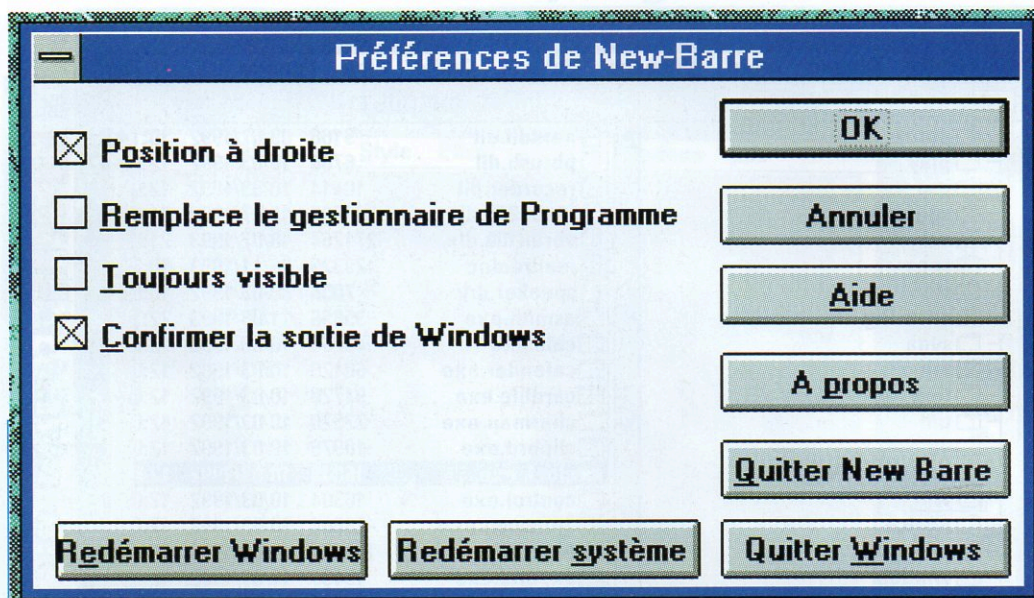 Préférences de New-Barre
Position à droite
Remplace le gestionnaire de Programme
Toujours visible
Confirmer la sortie de Windows
OK
Annuler
Aide
A propos
Quitter New Barre
Redémarrer Windows
Redémarrer système
Quitter Windows